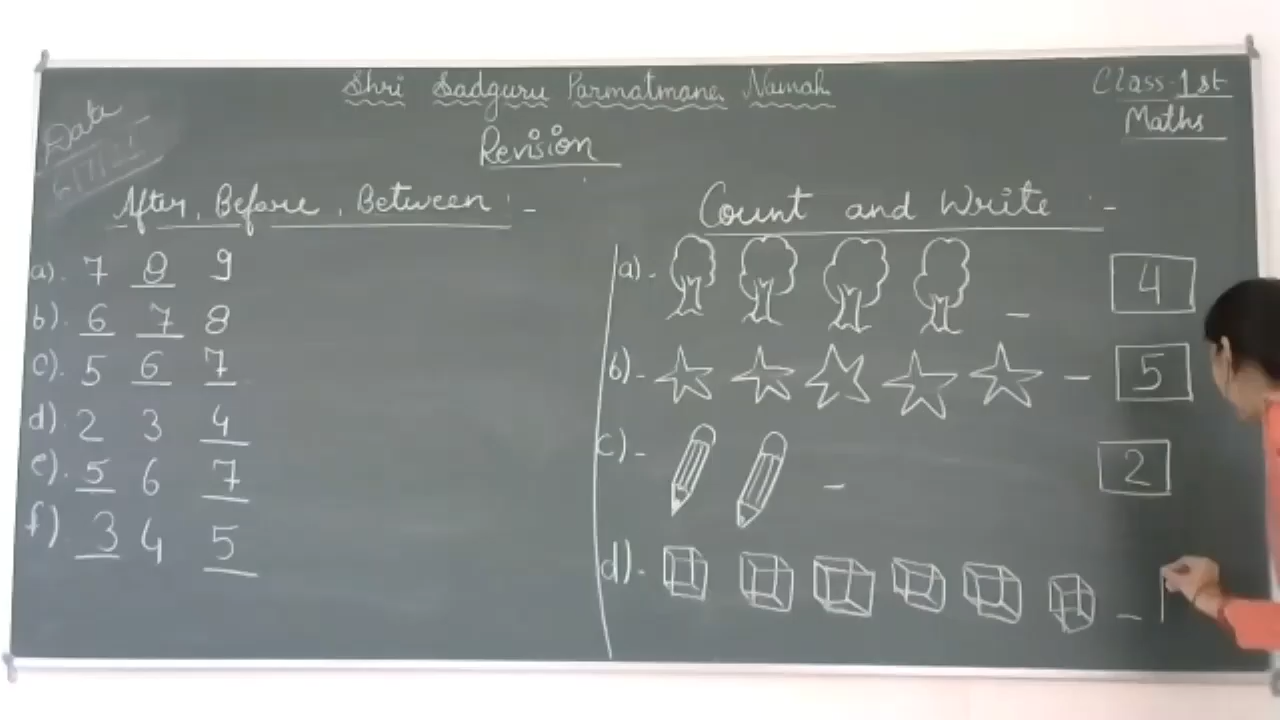 Shri Sadguru Parmatmane Namah
Class-1st
Maths
Date
Revision
After, Before, Between :-
a). 7 8 9
b). 6 7 8
c). 5 6 7
d). 2 3 4
e). 5 6 7
f) 3 4 5
Count and Write :-
a). - - 4
b). - - 5
c). - - 2
d). - -